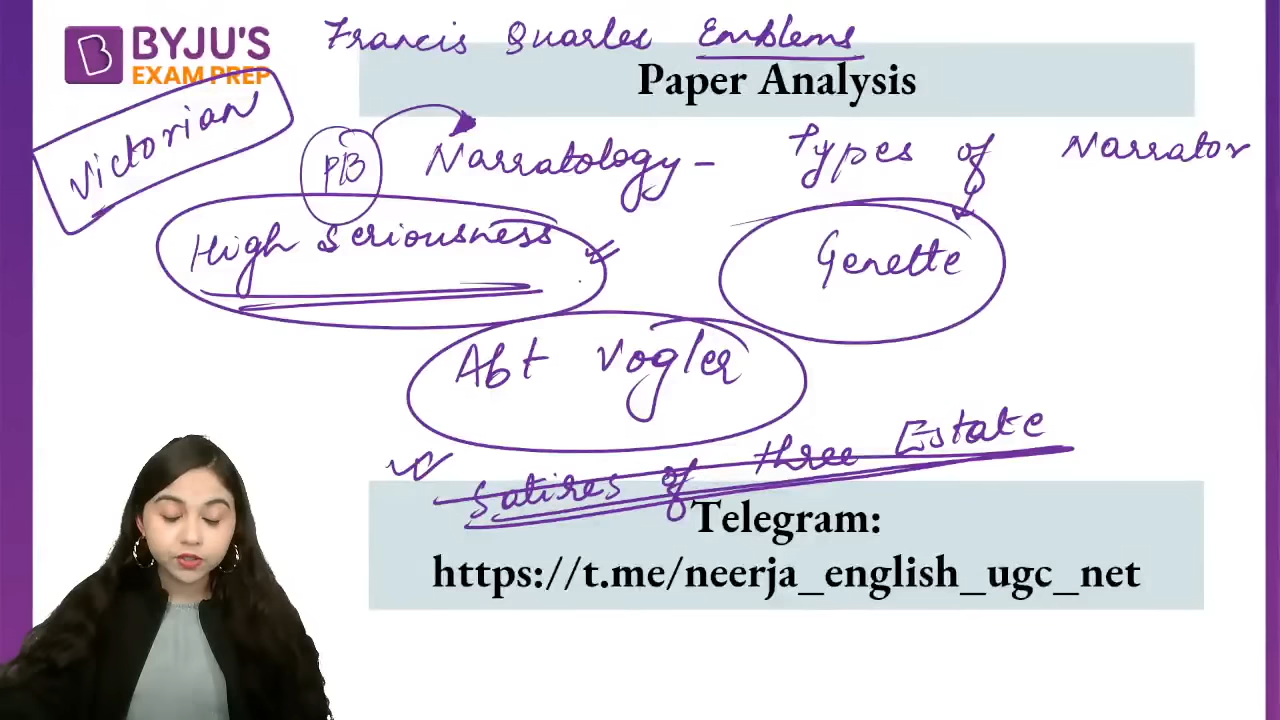 BYJU'S
EXAM PREP
Francis Quarles Emblems
Paper Analysis
Victorian
PB
Narratology - Types of Narrator
High Seriousness
Genette
Abt Vogler
Satires of three Estate
Telegram:
https://t.me/neerja_english_ugc_net